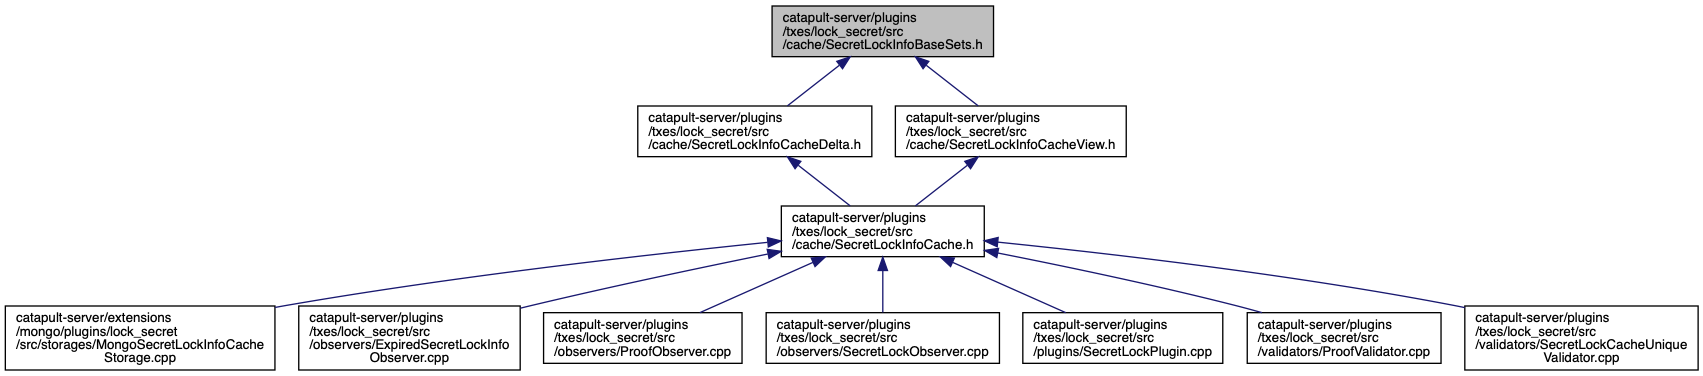 catapult-server/plugins
/txes/lock_secret/src
/cache/SecretLockInfoBaseSets.h
catapult-server/plugins
/txes/lock_secret/src
/cache/SecretLockInfoCacheDelta.h
catapult-server/plugins
/txes/lock_secret/src
/cache/SecretLockInfoCacheView.h
catapult-server/plugins
/txes/lock_secret/src
/cache/SecretLockInfoCache.h
catapult-server/extensions
/mongo/plugins/lock_secret
/src/storages/MongoSecretLockInfoCache
Storage.cpp
catapult-server/plugins
/txes/lock_secret/src
/observers/ExpiredSecretLockInfo
Observer.cpp
catapult-server/plugins
/txes/lock_secret/src
/observers/ProofObserver.cpp
catapult-server/plugins
/txes/lock_secret/src
/observers/SecretLockObserver.cpp
catapult-server/plugins
/txes/lock_secret/src
/plugins/SecretLockPlugin.cpp
catapult-server/plugins
/txes/lock_secret/src
/validators/ProofValidator.cpp
catapult-server/plugins
/txes/lock_secret/src
/validators/SecretLockCacheUnique
Validator.cpp